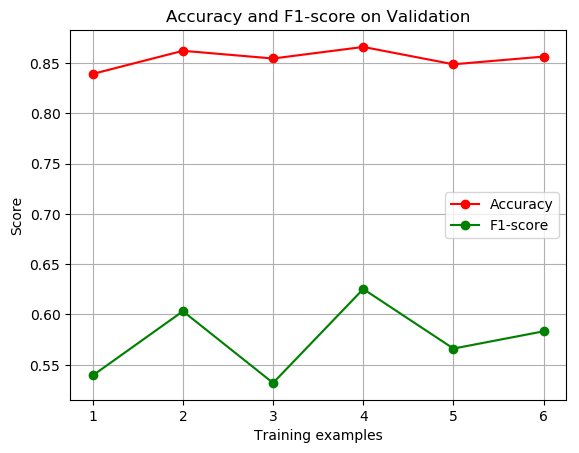 Accuracy and F1-score on Validation
Score
0.85
0.80
0.75
0.70
0.65
0.60
0.55
Accuracy
F1-score
1 2 3 4 5 6
Training examples